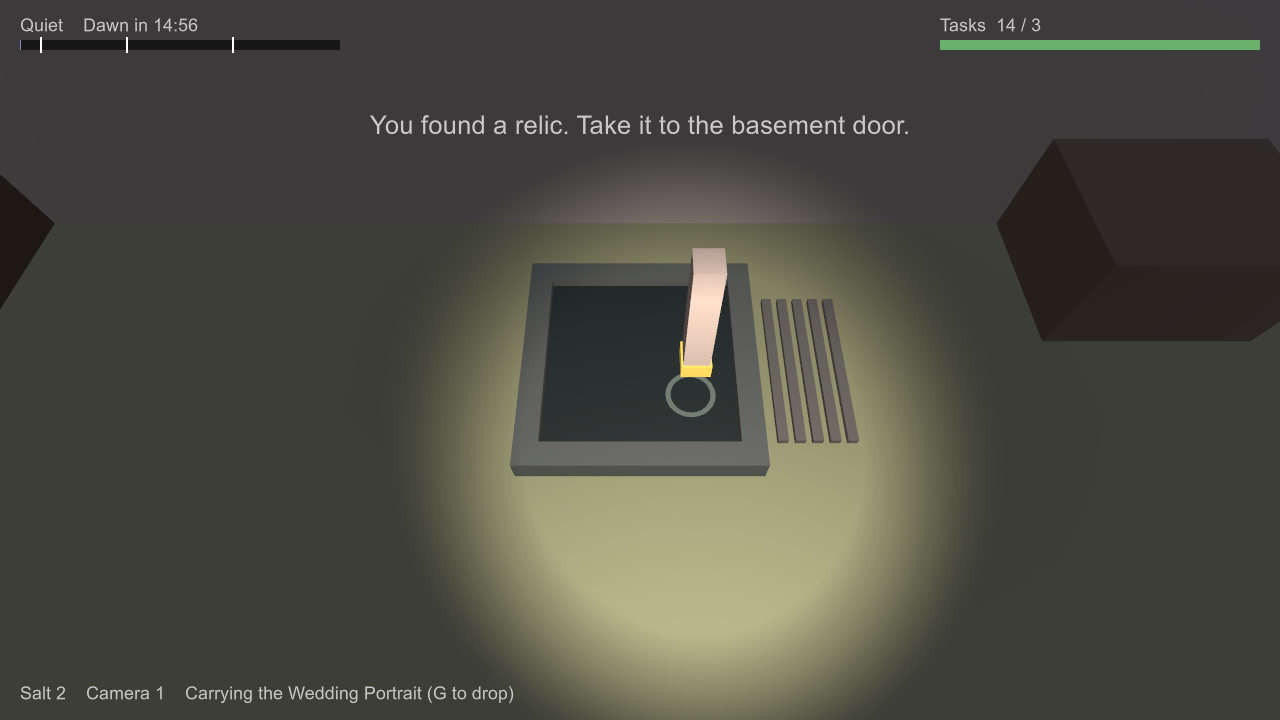 Quiet Dawn in 14:56
Tasks 14 / 3
You found a relic. Take it to the basement door.
Salt 2 Camera 1 Carrying the Wedding Portrait (G to drop)